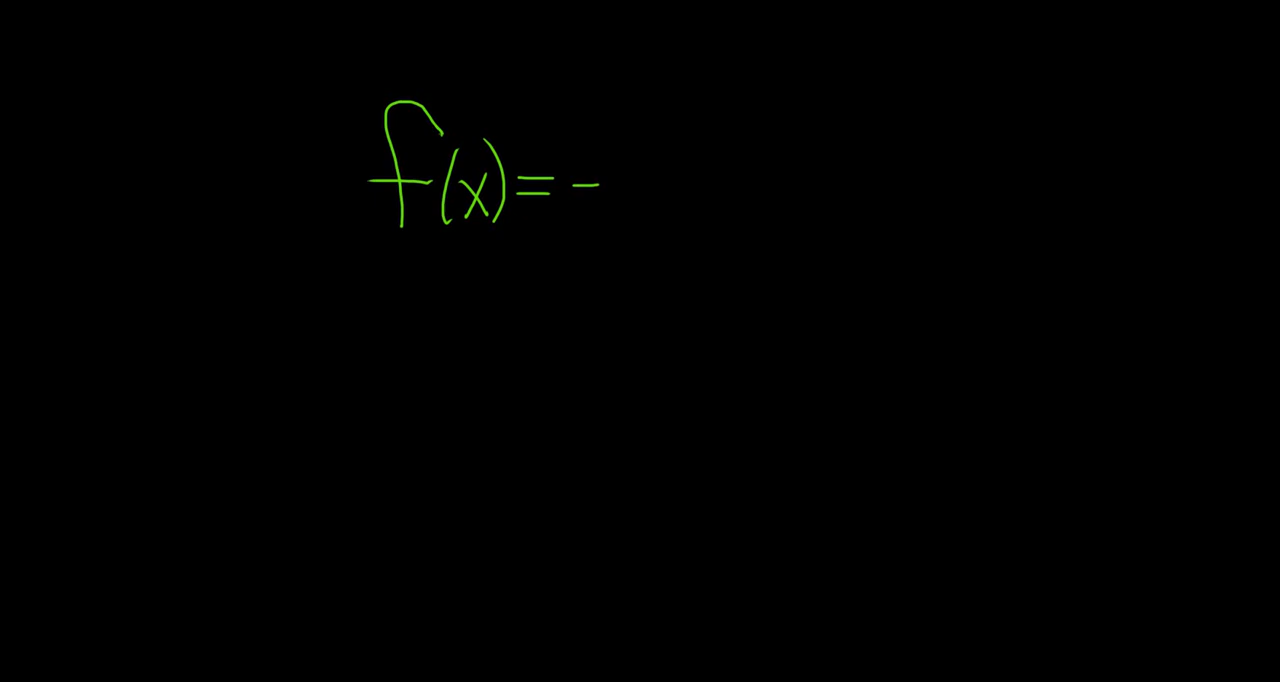 f(x) = -